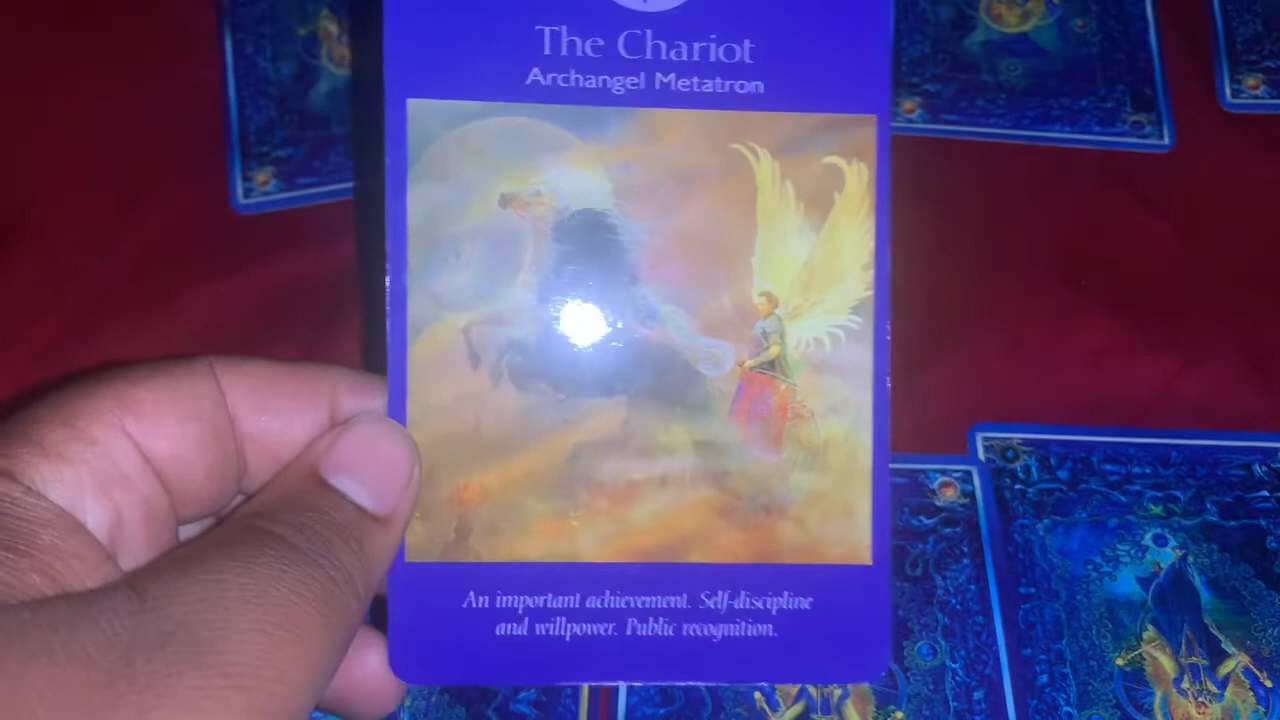 The Chariot
Archangel Metatron
An important achievement. Self-discipline
and willpower. Public recognition.